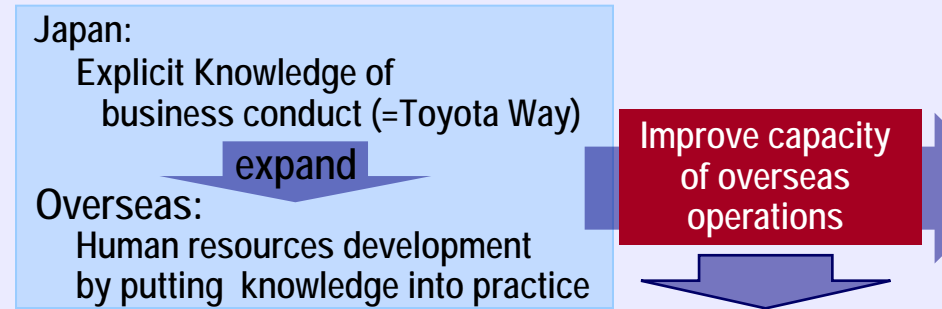 Japan:
Explicit Knowledge of
business conduct (=Toyota Way)
expand
Overseas:
Human resources development
by putting knowledge into practice
Improve capacity
of overseas
operations